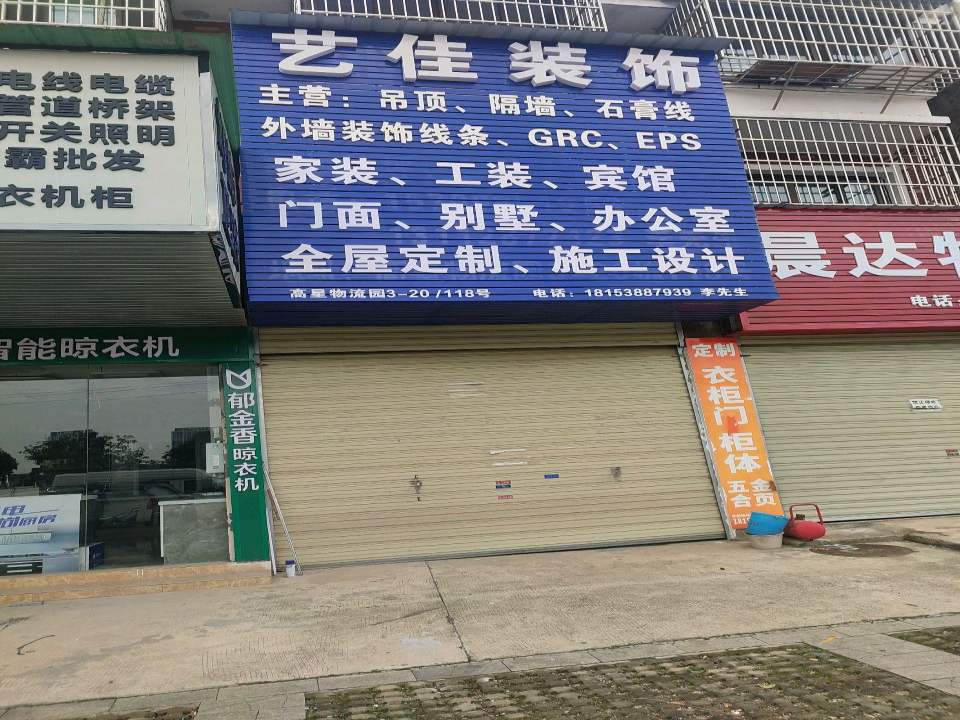 电线电缆
管道桥架
开关照明
霸批发
衣机柜
智能晾衣机
郁金香晾衣机
艺佳装饰
主营：吊顶、隔墙、石膏线
外墙装饰线条、GRC、EPS
家装、工装、宾馆
门面、别墅、办公室
全屋定制、施工设计
高星物流园3-20/118号 电话：18153887939 李先生
定制
衣柜门
柜体
五金
合页
晨达
电话